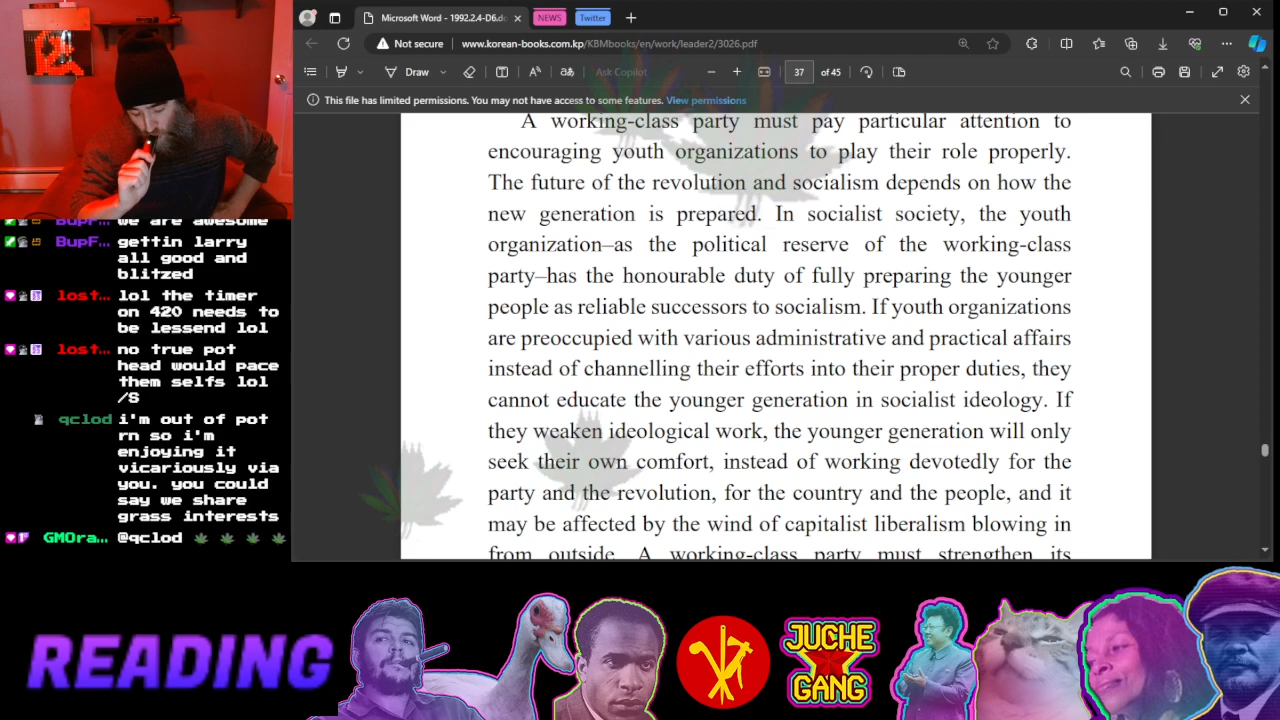 Microsoft Word - 1992.2.4-D6.do
NEWS
Twitter
Not secure
www.korean-books.com.kp/KBMbooks/en/work/leader2/3026.pdf
Draw
Ask Copilot
37
of 45
This file has limited permissions. You may not have access to some features. View permissions
A working-class party must pay particular attention to
encouraging youth organizations to play their role properly.
The future of the revolution and socialism depends on how the
new generation is prepared. In socialist society, the youth
organization–as the political reserve of the working-class
party–has the honourable duty of fully preparing the younger
people as reliable successors to socialism. If youth organizations
are preoccupied with various administrative and practical affairs
instead of channelling their efforts into their proper duties, they
cannot educate the younger generation in socialist ideology. If
they weaken ideological work, the younger generation will only
seek their own comfort, instead of working devotedly for the
party and the revolution, for the country and the people, and it
may be affected by the wind of capitalist liberalism blowing in
from outside. A working-class party must strengthen its
BupF… we are awesome
BupF… gettin larry
all good and
blitzed
lost… lol the timer
on 420 needs to
be lessend lol
lost… no true pot
head would pace
them selfs lol
/S
qclod i'm out of pot
rn so i'm
enjoying it
vicariously via
you. you could
say we share
grass interests
GMOra… @qclod
READING
JUCHE
GANG